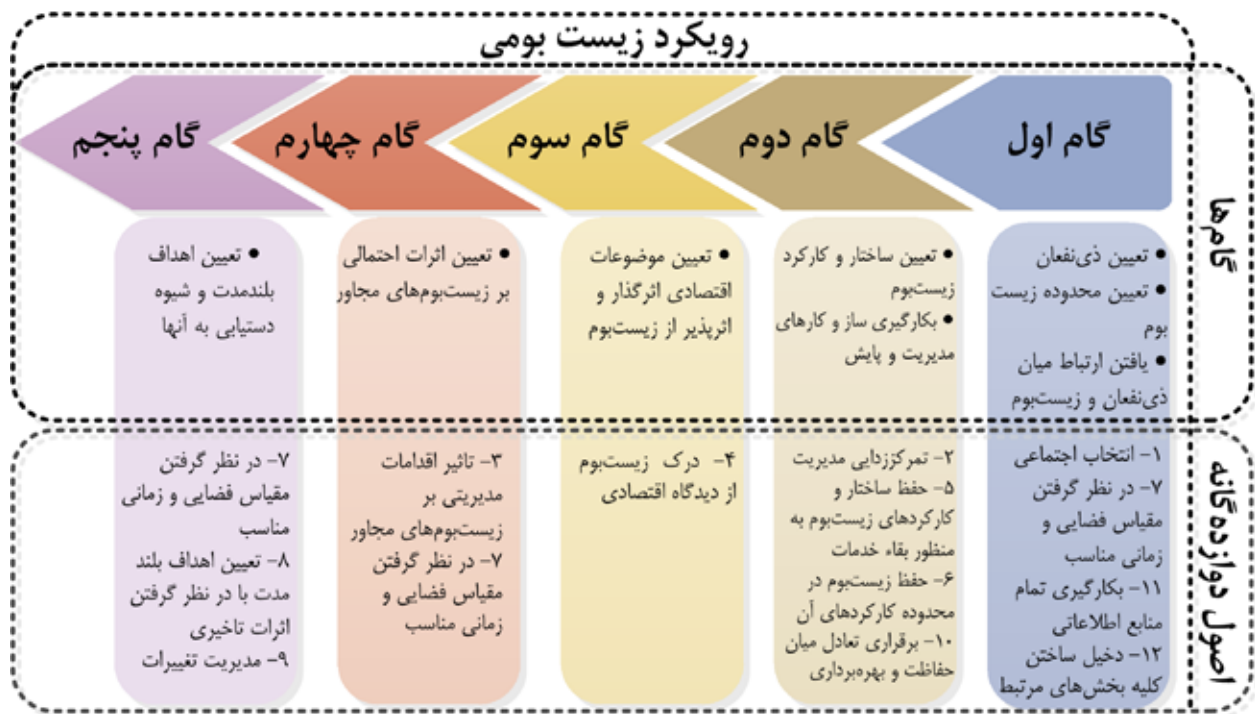 رویکرد زیست بومی
گام‌ها
گام اول
گام دوم
گام سوم
گام چهارم
گام پنجم
● تعیین ذی‌نفعان
● تعیین محدوده زیست
بوم
● یافتن ارتباط میان
ذی‌نفعان و زیست‌بوم
● تعیین ساختار و کارکرد
زیست‌بوم
● بکارگیری ساز و کارهای
مدیریت و پایش
● تعیین موضوعات
اقتصادی اثرگذار و
اثرپذیر از زیست‌بوم
● تعیین اثرات احتمالی
بر زیست‌بوم‌های مجاور
● تعیین اهداف
بلندمدت و شیوه
دستیابی به آنها
اصول دوازده‌گانه
۱- انتخاب اجتماعی
۷- در نظر گرفتن
مقیاس فضایی و
زمانی مناسب
۱۱- بکارگیری تمام
منابع اطلاعاتی
۱۲- دخیل ساختن
کلیه بخش‌های مرتبط
۲- تمرکززدایی مدیریت
۵- حفظ ساختار و
کارکردهای زیست‌بوم به
منظور بقاء خدمات
۶- حفظ زیست‌بوم در
محدوده کارکردهای آن
۱۰- برقراری تعادل میان
حفاظت و بهره‌برداری
۴- درک زیست‌بوم
از دیدگاه اقتصادی
۳- تاثیر اقدامات
مدیریتی بر
زیست‌بوم‌های مجاور
۷- در نظر گرفتن
مقیاس فضایی و
زمانی مناسب
۷- در نظر گرفتن
مقیاس فضایی و زمانی
مناسب
۸- تعیین اهداف بلند
مدت با در نظر گرفتن
اثرات تاخیری
۹- مدیریت تغییرات